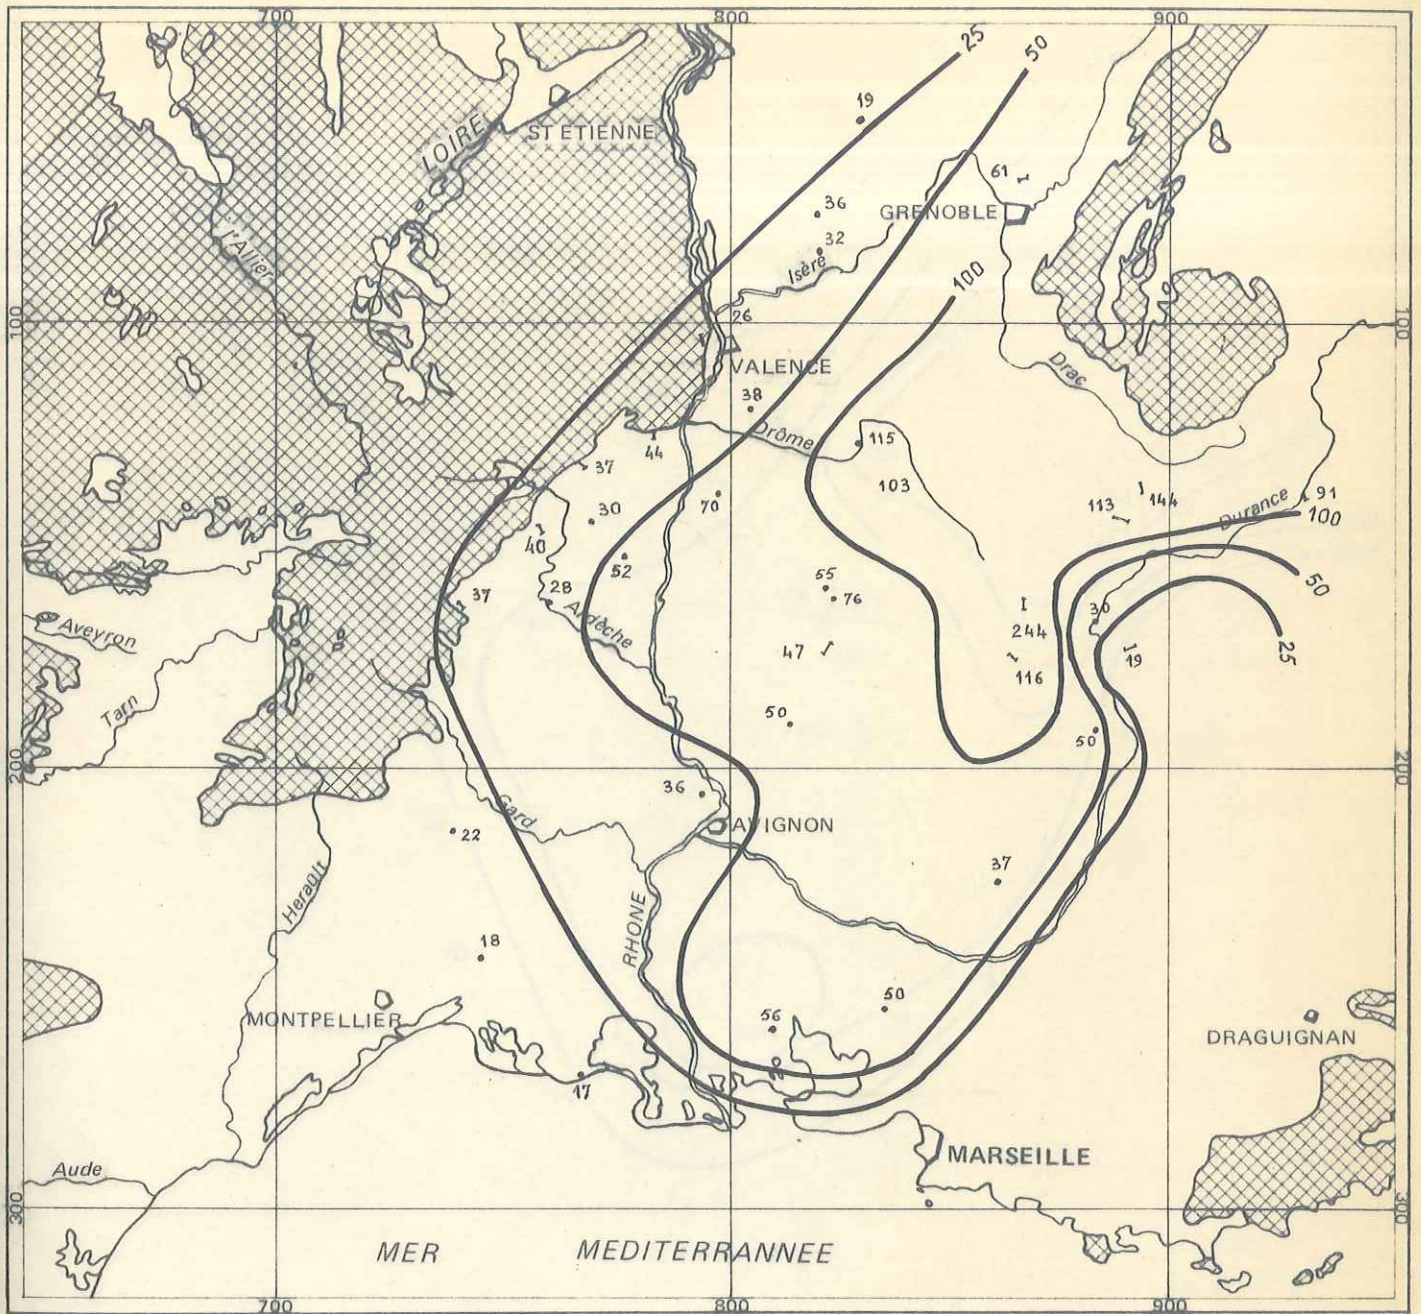 700
800
900
25
50
19
LOIRE
ST ETIENNE
61
36
GRENOBLE
32
l'Allier
Isère
100
26
100
100
VALENCE
Drac
38
Drôme
44
115
37
103
70
30
113
144
91
Durance
100
40
52
55
28
76
50
37
30
Ardèche
244
Aveyron
47
19
25
116
Tarn
50
50
200
200
36
Gard
AVIGNON
22
37
Herault
RHONE
18
50
MONTPELLIER
56
DRAGUIGNAN
17
MARSEILLE
Aude
300
300
MER MEDITERRANNEE
700
800
900